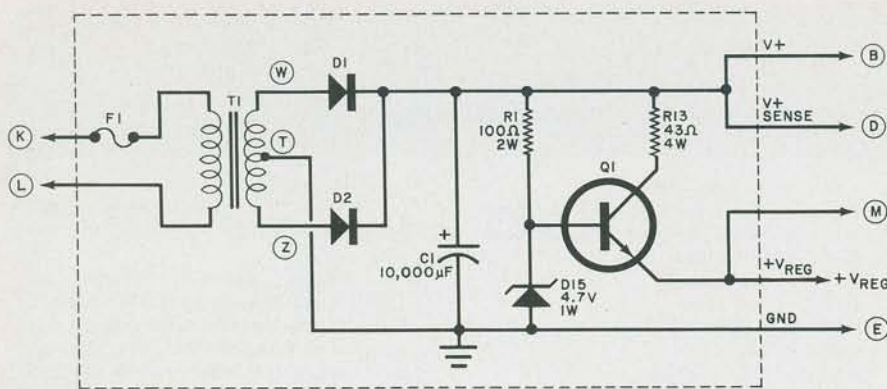 K
F1
T1
W
D1
T
L
D2
Z
+
C1
10,000µF
R1
100Ω
2W
R13
43Ω
4W
Q1
D15
4.7V
1W
V+
B
V+
SENSE
D
M
+VREG
+VREG
GND
E